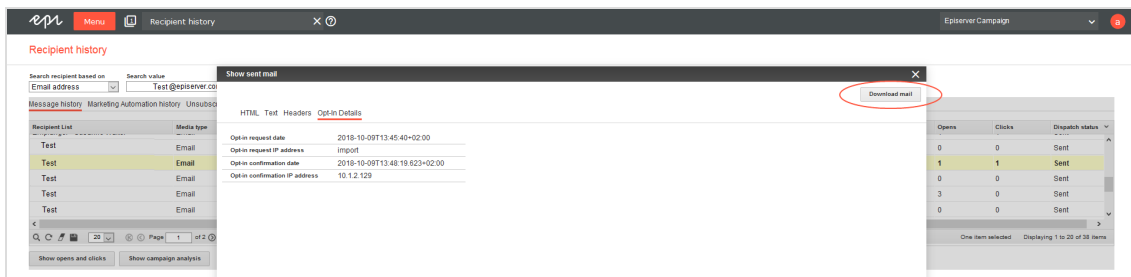 epi Menu Recipient history Episerver Campaign a
Recipient history
Search recipient based on Search value
Email address Test@episerver.co
Show sent mail
Download mail
Message history Marketing Automation history Unsubsc
HTML Text Headers Opt-in Details
Recipient List Media type Opens Clicks Dispatch status
Opt-in request date 2018-10-09T13:45:40+02:00
Opt-in request IP address import
Opt-in confirmation date 2018-10-09T13:48:19.623+02:00
Opt-in confirmation IP address 10.1.2.129
Test Email 0 0 Sent
Test Email 1 1 Sent
Test Email 0 0 Sent
Test Email 3 0 Sent
Test Email 0 0 Sent
20 Page 1 of 2 One item selected Displaying 1 to 20 of 38 items
Show opens and clicks Show campaign analysis